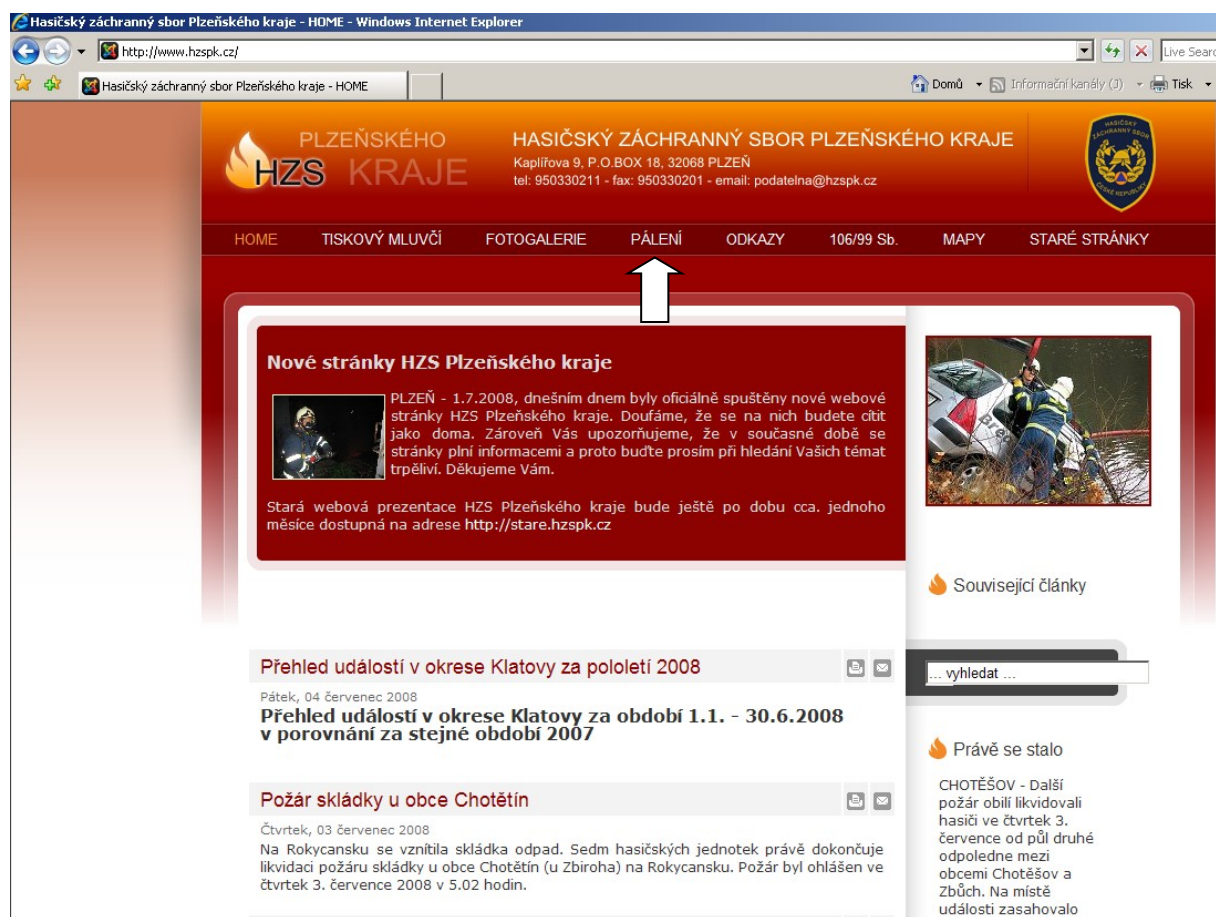 Hasičský záchranný sbor Plzeňského kraje - HOME - Windows Internet Explorer
http://www.hzspk.cz/
Live Searc
Hasičský záchranný sbor Plzeňského kraje - HOME
Domů
Informační kanály (J)
Tisk
PLZEŇSKÉHO
HZS KRAJE
HASIČSKÝ ZÁCHRANNÝ SBOR PLZEŇSKÉHO KRAJE
Kaplířova 9, P.O.BOX 18, 32068 PLZEŇ
tel: 950330211 - fax: 950330201 - email: podatelna@hzspk.cz
HASIČSKÝ
ZÁCHRANNÝ SBOR
ČESKÉ REPUBLIKY
HOME TISKOVÝ MLUVČÍ FOTOGALERIE PÁLENÍ ODKAZY 106/99 Sb. MAPY STARÉ STRÁNKY
Nové stránky HZS Plzeňského kraje
PLZEŇ - 1.7.2008, dnešním dnem byly oficiálně spuštěny nové webové
stránky HZS Plzeňského kraje. Doufáme, že se na nich budete cítit
jako doma. Zároveň Vás upozorňujeme, že v současné době se
stránky plní informacemi a proto buďte prosím při hledání Vašich témat
trpěliví. Děkujeme Vám.
Stará webová prezentace HZS Plzeňského kraje bude ještě po dobu cca. jednoho
měsíce dostupná na adrese http://stare.hzspk.cz
Související články
... vyhledat ...
Přehled událostí v okrese Klatovy za pololetí 2008
Pátek, 04 červenec 2008
Přehled událostí v okrese Klatovy za období 1.1. - 30.6.2008
v porovnání za stejné období 2007
Požár skládky u obce Chotětín
Čtvrtek, 03 červenec 2008
Na Rokycansku se vznítila skládka odpad. Sedm hasičských jednotek právě dokončuje
likvidaci požáru skládky u obce Chotětín (u Zbiroha) na Rokycansku. Požár byl ohlášen ve
čtvrtek 3. července 2008 v 5.02 hodin.
Právě se stalo
CHOTĚŠOV - Další
požár obilí likvidovali
hasiči ve čtvrtek 3.
července od půl druhé
odpoledne mezi
obcemi Chotěšov a
Zbůch. Na místě
události zasahovalo